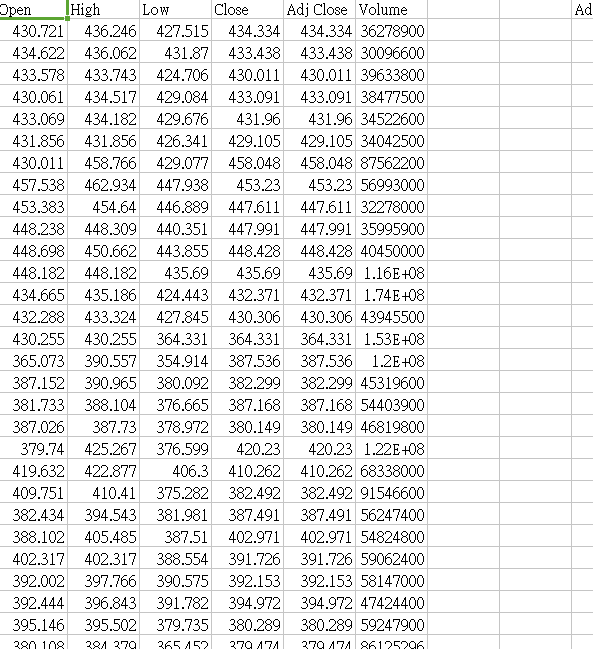 Open High Low Close Adj Close Volume Ad
430.721 436.246 427.515 434.334 434.334 36278900
434.622 436.062 431.87 433.438 433.438 30096600
433.578 433.743 424.706 430.011 430.011 39633800
430.061 434.517 429.084 433.091 433.091 38477500
433.069 434.182 429.676 431.96 431.96 34522600
431.856 431.856 426.341 429.105 429.105 34042500
430.011 458.766 429.077 458.048 458.048 87562200
457.538 462.934 447.938 453.23 453.23 56993000
453.383 454.64 446.889 447.611 447.611 32278000
448.238 448.309 440.351 447.991 447.991 35995900
448.698 450.662 443.855 448.428 448.428 40450000
448.182 448.182 435.69 435.69 435.69 1.16E+08
434.665 435.186 424.443 432.371 432.371 1.74E+08
432.288 433.324 427.845 430.306 430.306 43945500
430.255 430.255 364.331 364.331 364.331 1.53E+08
365.073 390.557 354.914 387.536 387.536 1.2E+08
387.152 390.965 380.092 382.299 382.299 45319600
381.733 388.104 376.665 387.168 387.168 54403900
387.026 387.73 378.972 380.149 380.149 46819800
379.74 425.267 376.599 420.23 420.23 1.22E+08
419.632 422.877 406.3 410.262 410.262 68338000
409.751 410.41 375.282 382.492 382.492 91546600
382.434 394.543 381.981 387.491 387.491 56247400
388.102 405.485 387.51 402.971 402.971 54824800
402.317 402.317 388.554 391.726 391.726 59062400
392.002 397.766 390.575 392.153 392.153 58147000
392.444 396.843 391.782 394.972 394.972 47424400
395.146 395.502 379.735 380.289 380.289 59247900
380.108 384.379 365.452 379.474 379.474 86125296